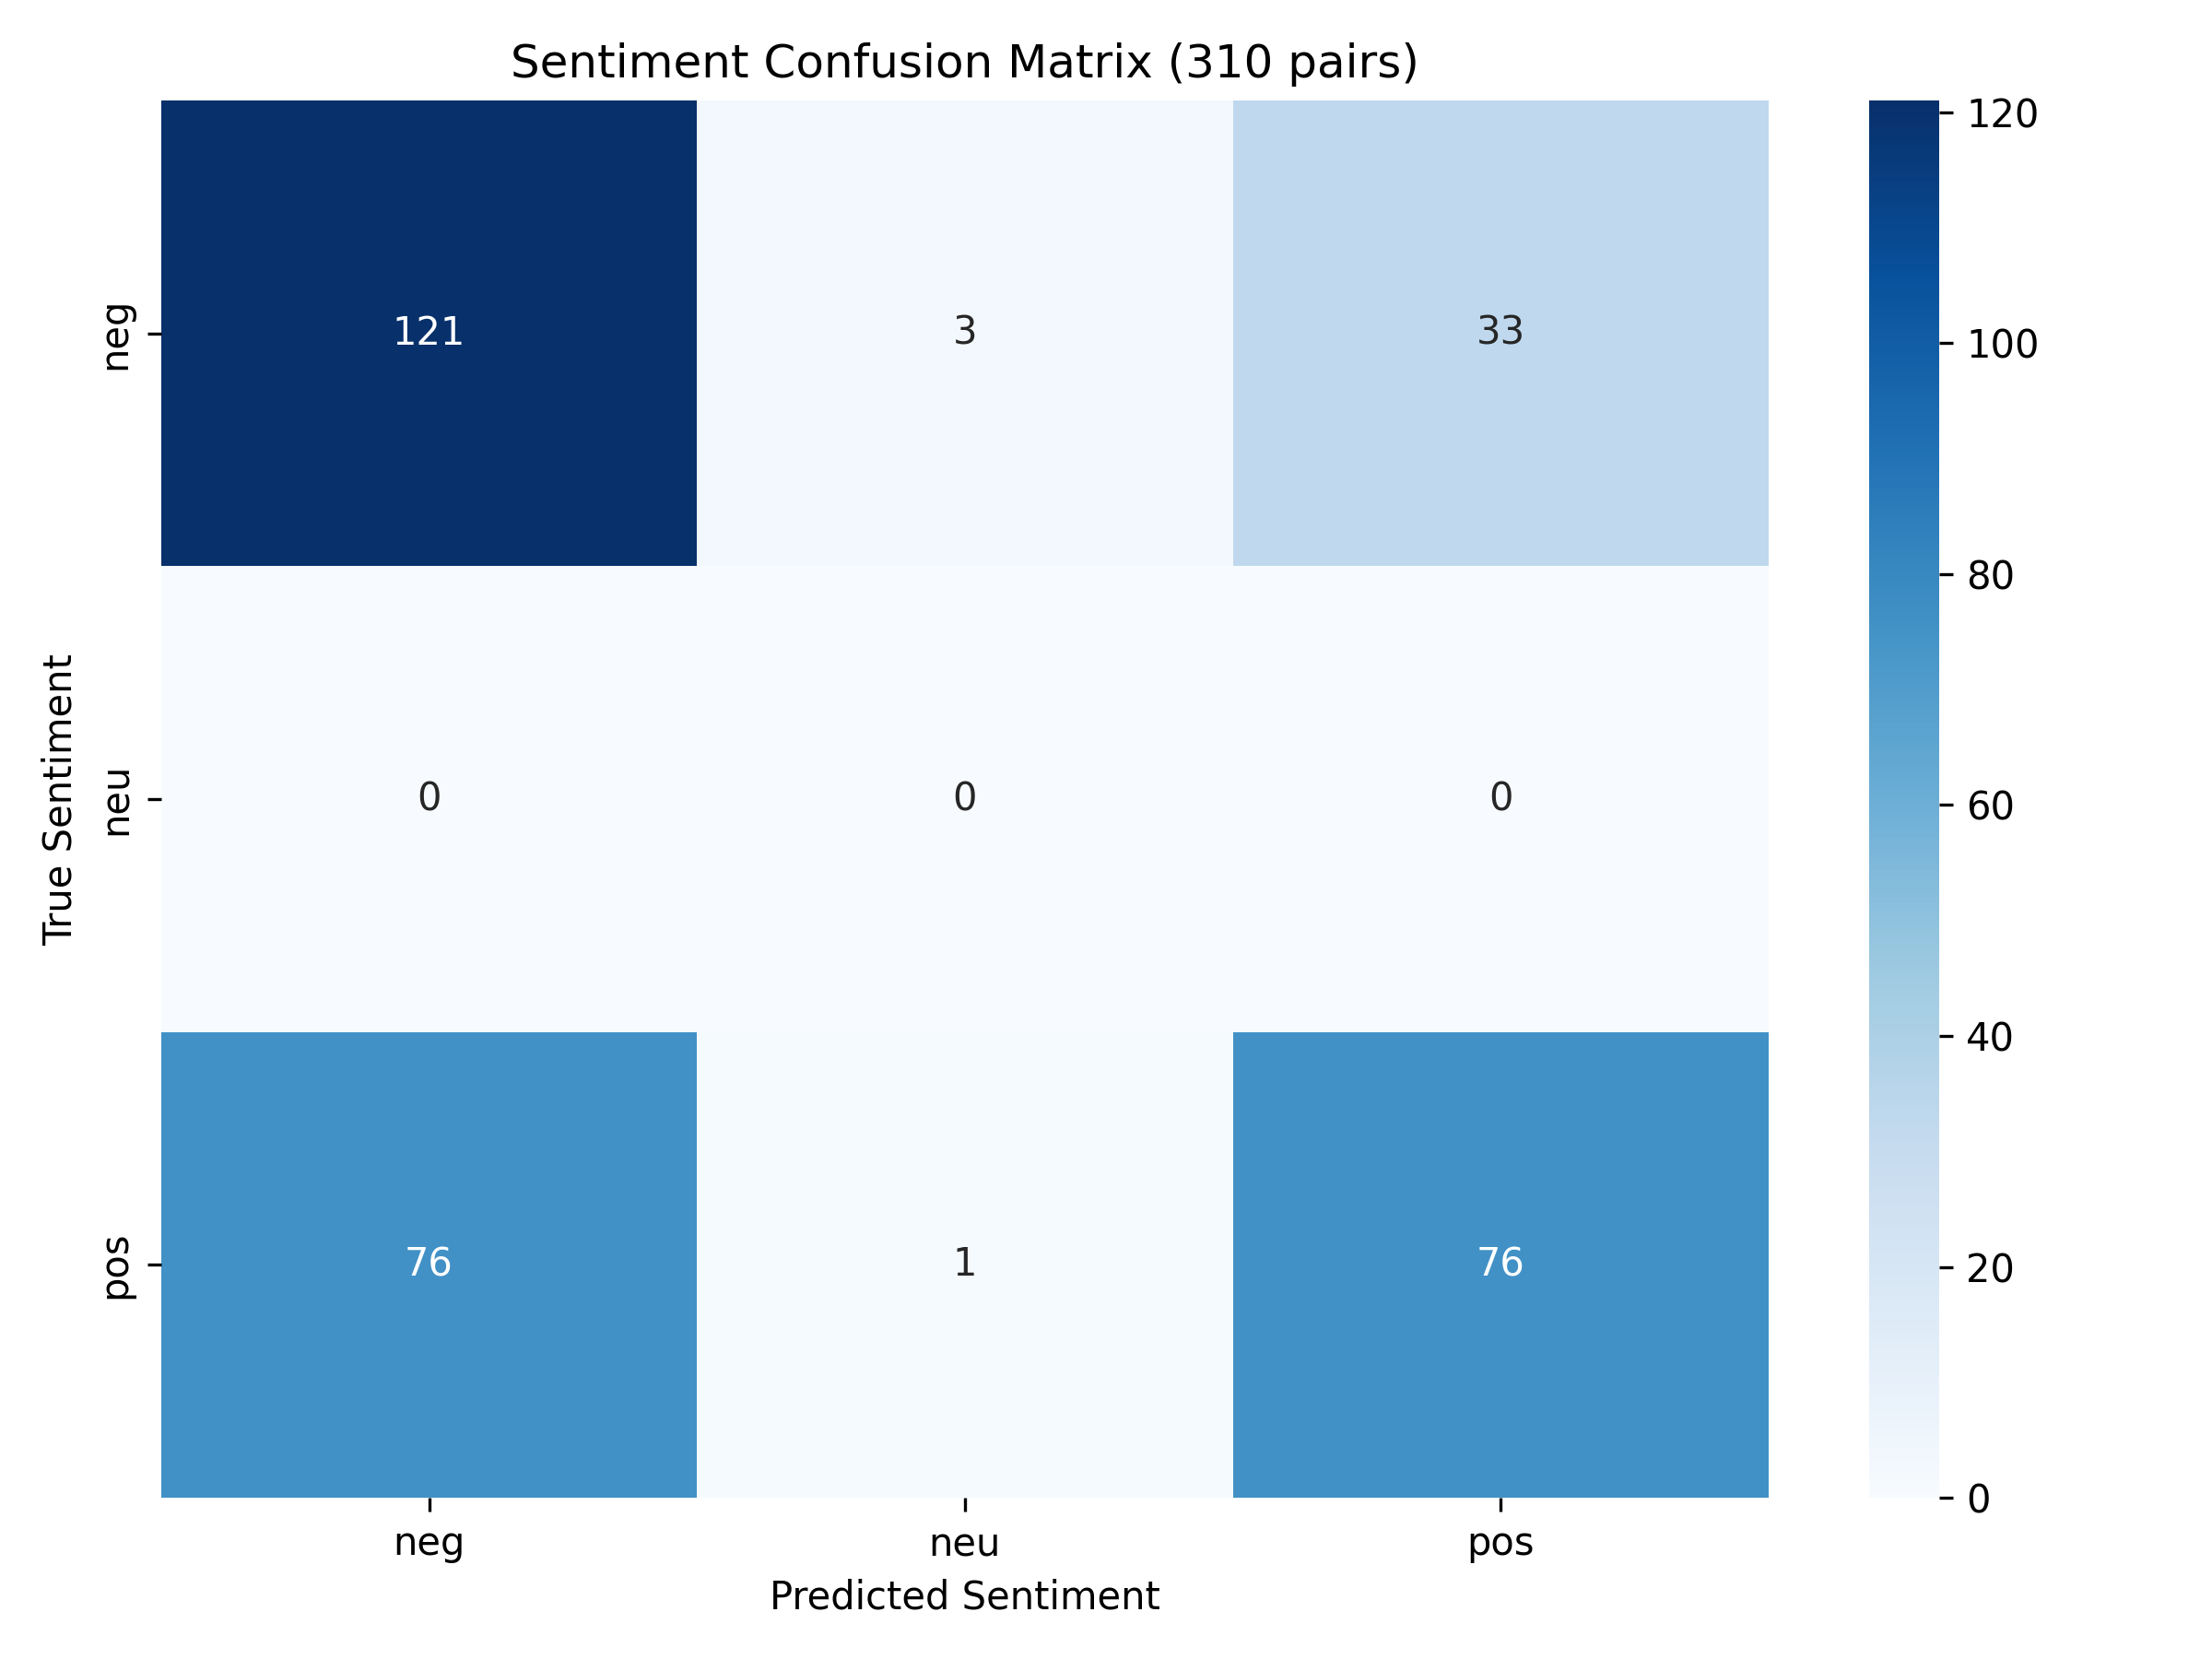 Sentiment Confusion Matrix (310 pairs)
True Sentiment
neg
121
3
33
neu
0
0
0
pos
76
1
76
neg
neu
pos
Predicted Sentiment
120
100
80
60
40
20
0